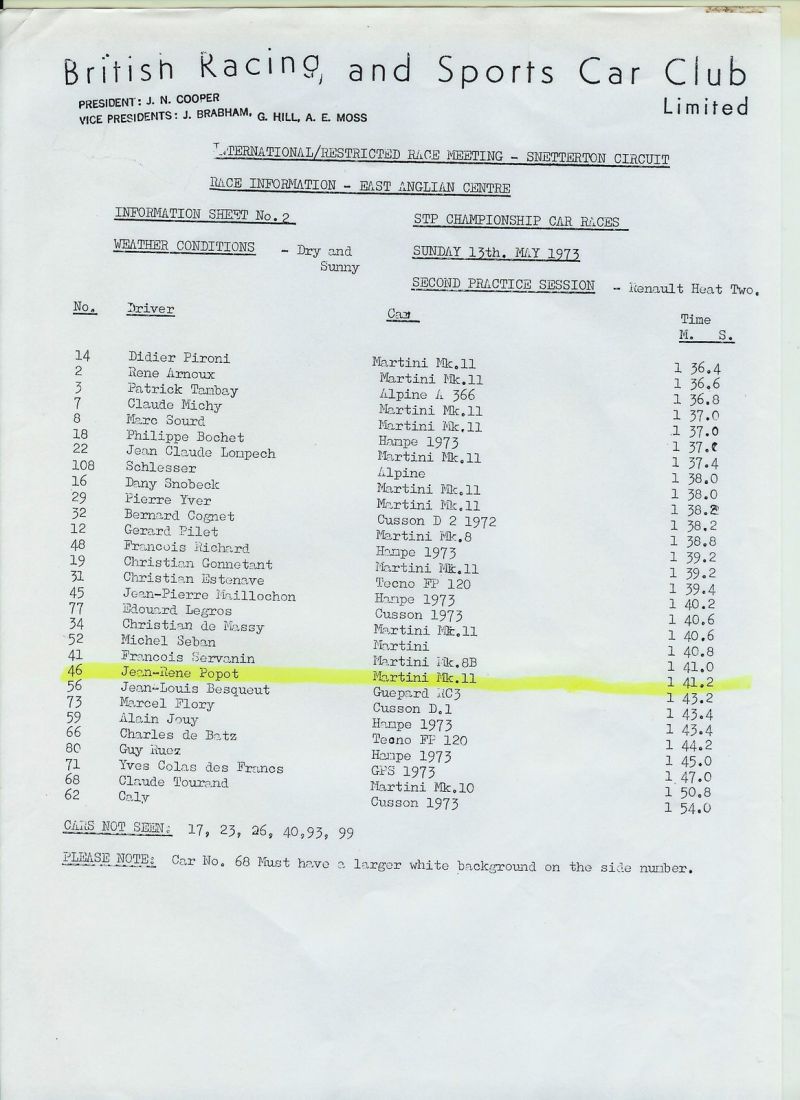 British Racing and Sports Car Club
Limited
PRESIDENT: J. N. COOPER
VICE PRESIDENTS: J. BRABHAM, G. HILL, A. E. MOSS
INTERNATIONAL/RESTRICTED RACE MEETING - SNETTERTON CIRCUIT
RACE INFORMATION - EAST ANGLIAN CENTRE
INFORMATION SHEET No.2 STP CHAMPIONSHIP CAR RACES
WEATHER CONDITIONS - Dry and SUNDAY 13th. MAY 1973
Sunny
SECOND PRACTICE SESSION - Renault Heat Two.
No. Driver Car Time
M. S.
14 Didier Pironi Martini Mk.11 1 36.4
2 Rene Arnoux Martini Mk.11 1 36.6
3 Patrick Tambay Alpine A 366 1 36.8
7 Claude Michy Martini Mk.11 1 37.0
8 Marc Sourd Martini Mk.11 1 37.0
18 Philippe Bochet Hampe 1973 1
22 Jean Claude Lompech Martini Mk.11 1 37.4
108 Schlesser Alpine 1 38.0
16 Dany Snobeck Martini Mk.11 1 38.0
29 Pierre Yver Martini Mk.11 1 38.2
32 Bernard Cognet Cusson D 2 1972 1 38.2
12 Gerard Pilet Martini Mk.8 1 38.8
48 Francois Richard Hampe 1973 1 39.2
19 Christian Gonnetant Martini Mk.11 1 39.2
31 Christian Estenave Tecno FP 120 1 39.4
45 Jean-Pierre Maillochon Hampe 1973 1 40.2
77 Edouard Legros Cusson 1973 1 40.6
34 Christian de Massy Martini Mk.11 1 40.6
52 Michel Seban Martini 1 40.8
41 Francois Servanin Martini Mk.8B 1 41.0
46 Jean-Rene Popot Martini Mk.11 1 41.2
56 Jean-Louis Besqueut Guepard 1 43.2
73 Marcel Flory Cusson D.1 1 43.4
59 Alain Jouy Hampe 1973 1 43.4
66 Charles de Batz Tecno FP 120 1 44.2
80 Guy Ruez Hampe 1973 1 45.0
71 Yves Colas des Francs GPS 1973 1 47.0
68 Claude Tourand Martini Mk.10 1 50.8
62 Caly Cusson 1973 1 54.0
CARS NOT SEEN: 17, 23, 26, 40,93, 99
PLEASE NOTE: Car No. 68 Must have a larger white background on the side number.